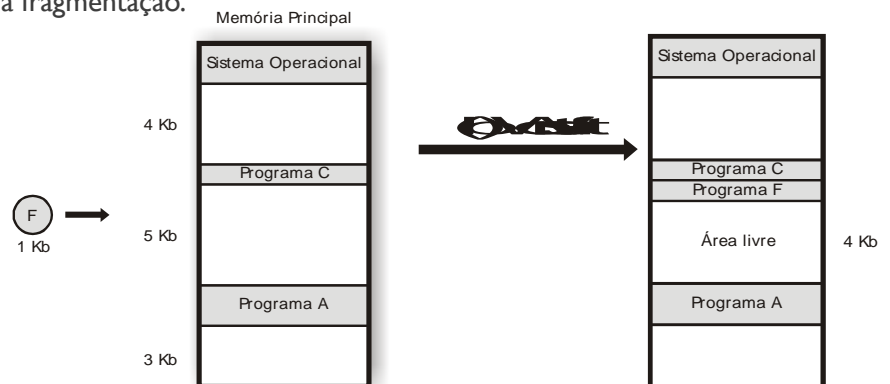 a fragmentação.
Memória Principal
Sistema Operacional
4 Kb
Programa C
F
1 Kb
5 Kb
Programa A
3 Kb
Sistema Operacional
Programa C
Programa F
Área livre
4 Kb
Programa A